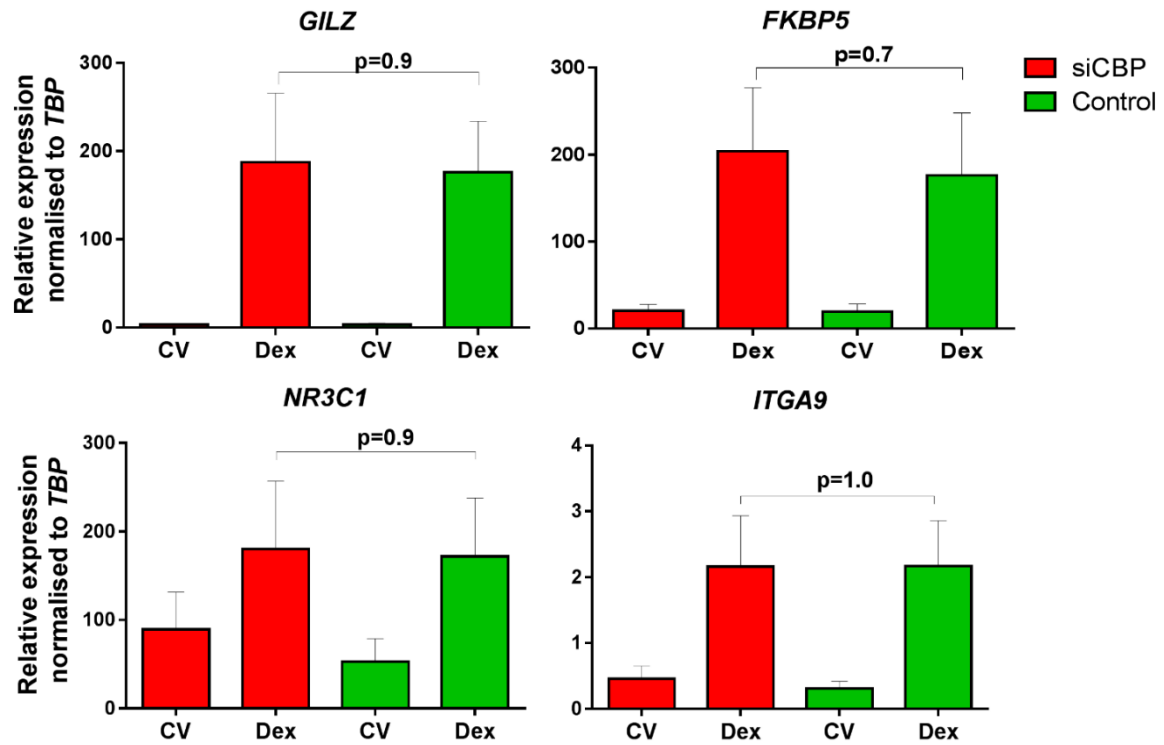 GILZ
FKBP5
siCBP
Control
Relative expression
normalised to TBP
300
200
100
0
p=0.9
CV
Dex
CV
Dex
300
200
100
0
p=0.7
CV
Dex
CV
Dex
NR3C1
ITGA9
Relative expression
normalised to TBP
300
200
100
0
p=0.9
CV
Dex
CV
Dex
4
3
2
1
0
p=1.0
CV
Dex
CV
Dex